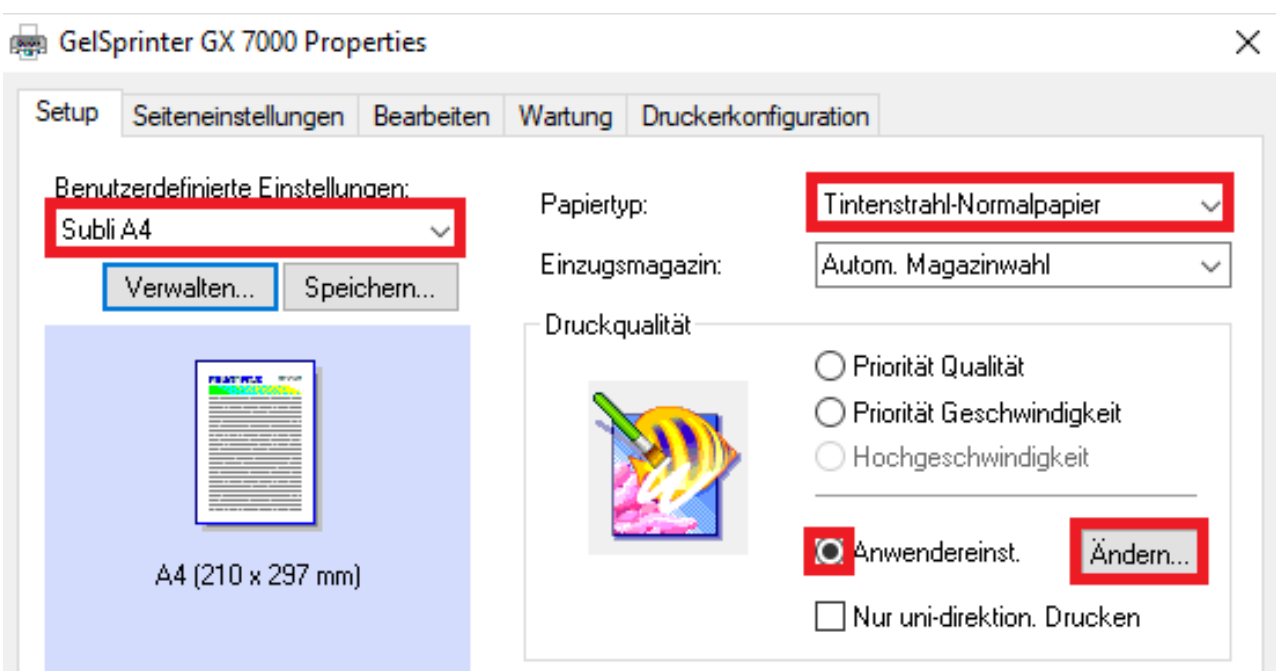 GelSprinter GX 7000 Properties
Setup Seiteneinstellungen Bearbeiten Wartung Druckerkonfiguration
Benutzerdefinierte Einstellungen:
Subli A4
Verwalten... Speichern...
A4 (210 x 297 mm)
Papiertyp: Tintenstrahl-Normalpapier
Einzugsmagazin: Autom. Magazinwahl
Druckqualität
Priorität Qualität
Priorität Geschwindigkeit
Hochgeschwindigkeit
Anwendereinst. Ändern...
Nur uni-direktion. Drucken